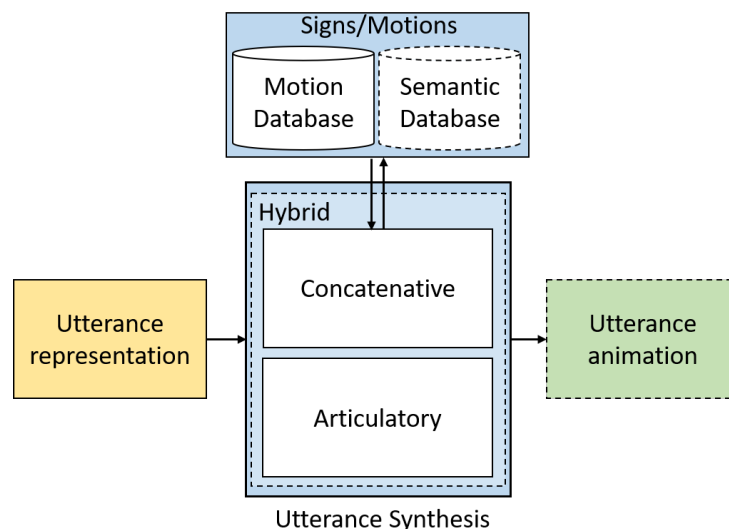 Signs/Motions
Motion
Database
Semantic
Database
Hybrid
Concatenative
Utterance
representation
Utterance
animation
Articulatory
Utterance Synthesis